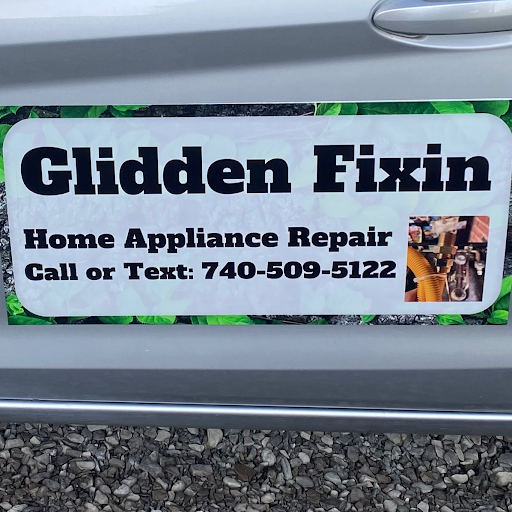 Glidden Fixin
Home Appliance Repair
Call or Text: 740-509-5122